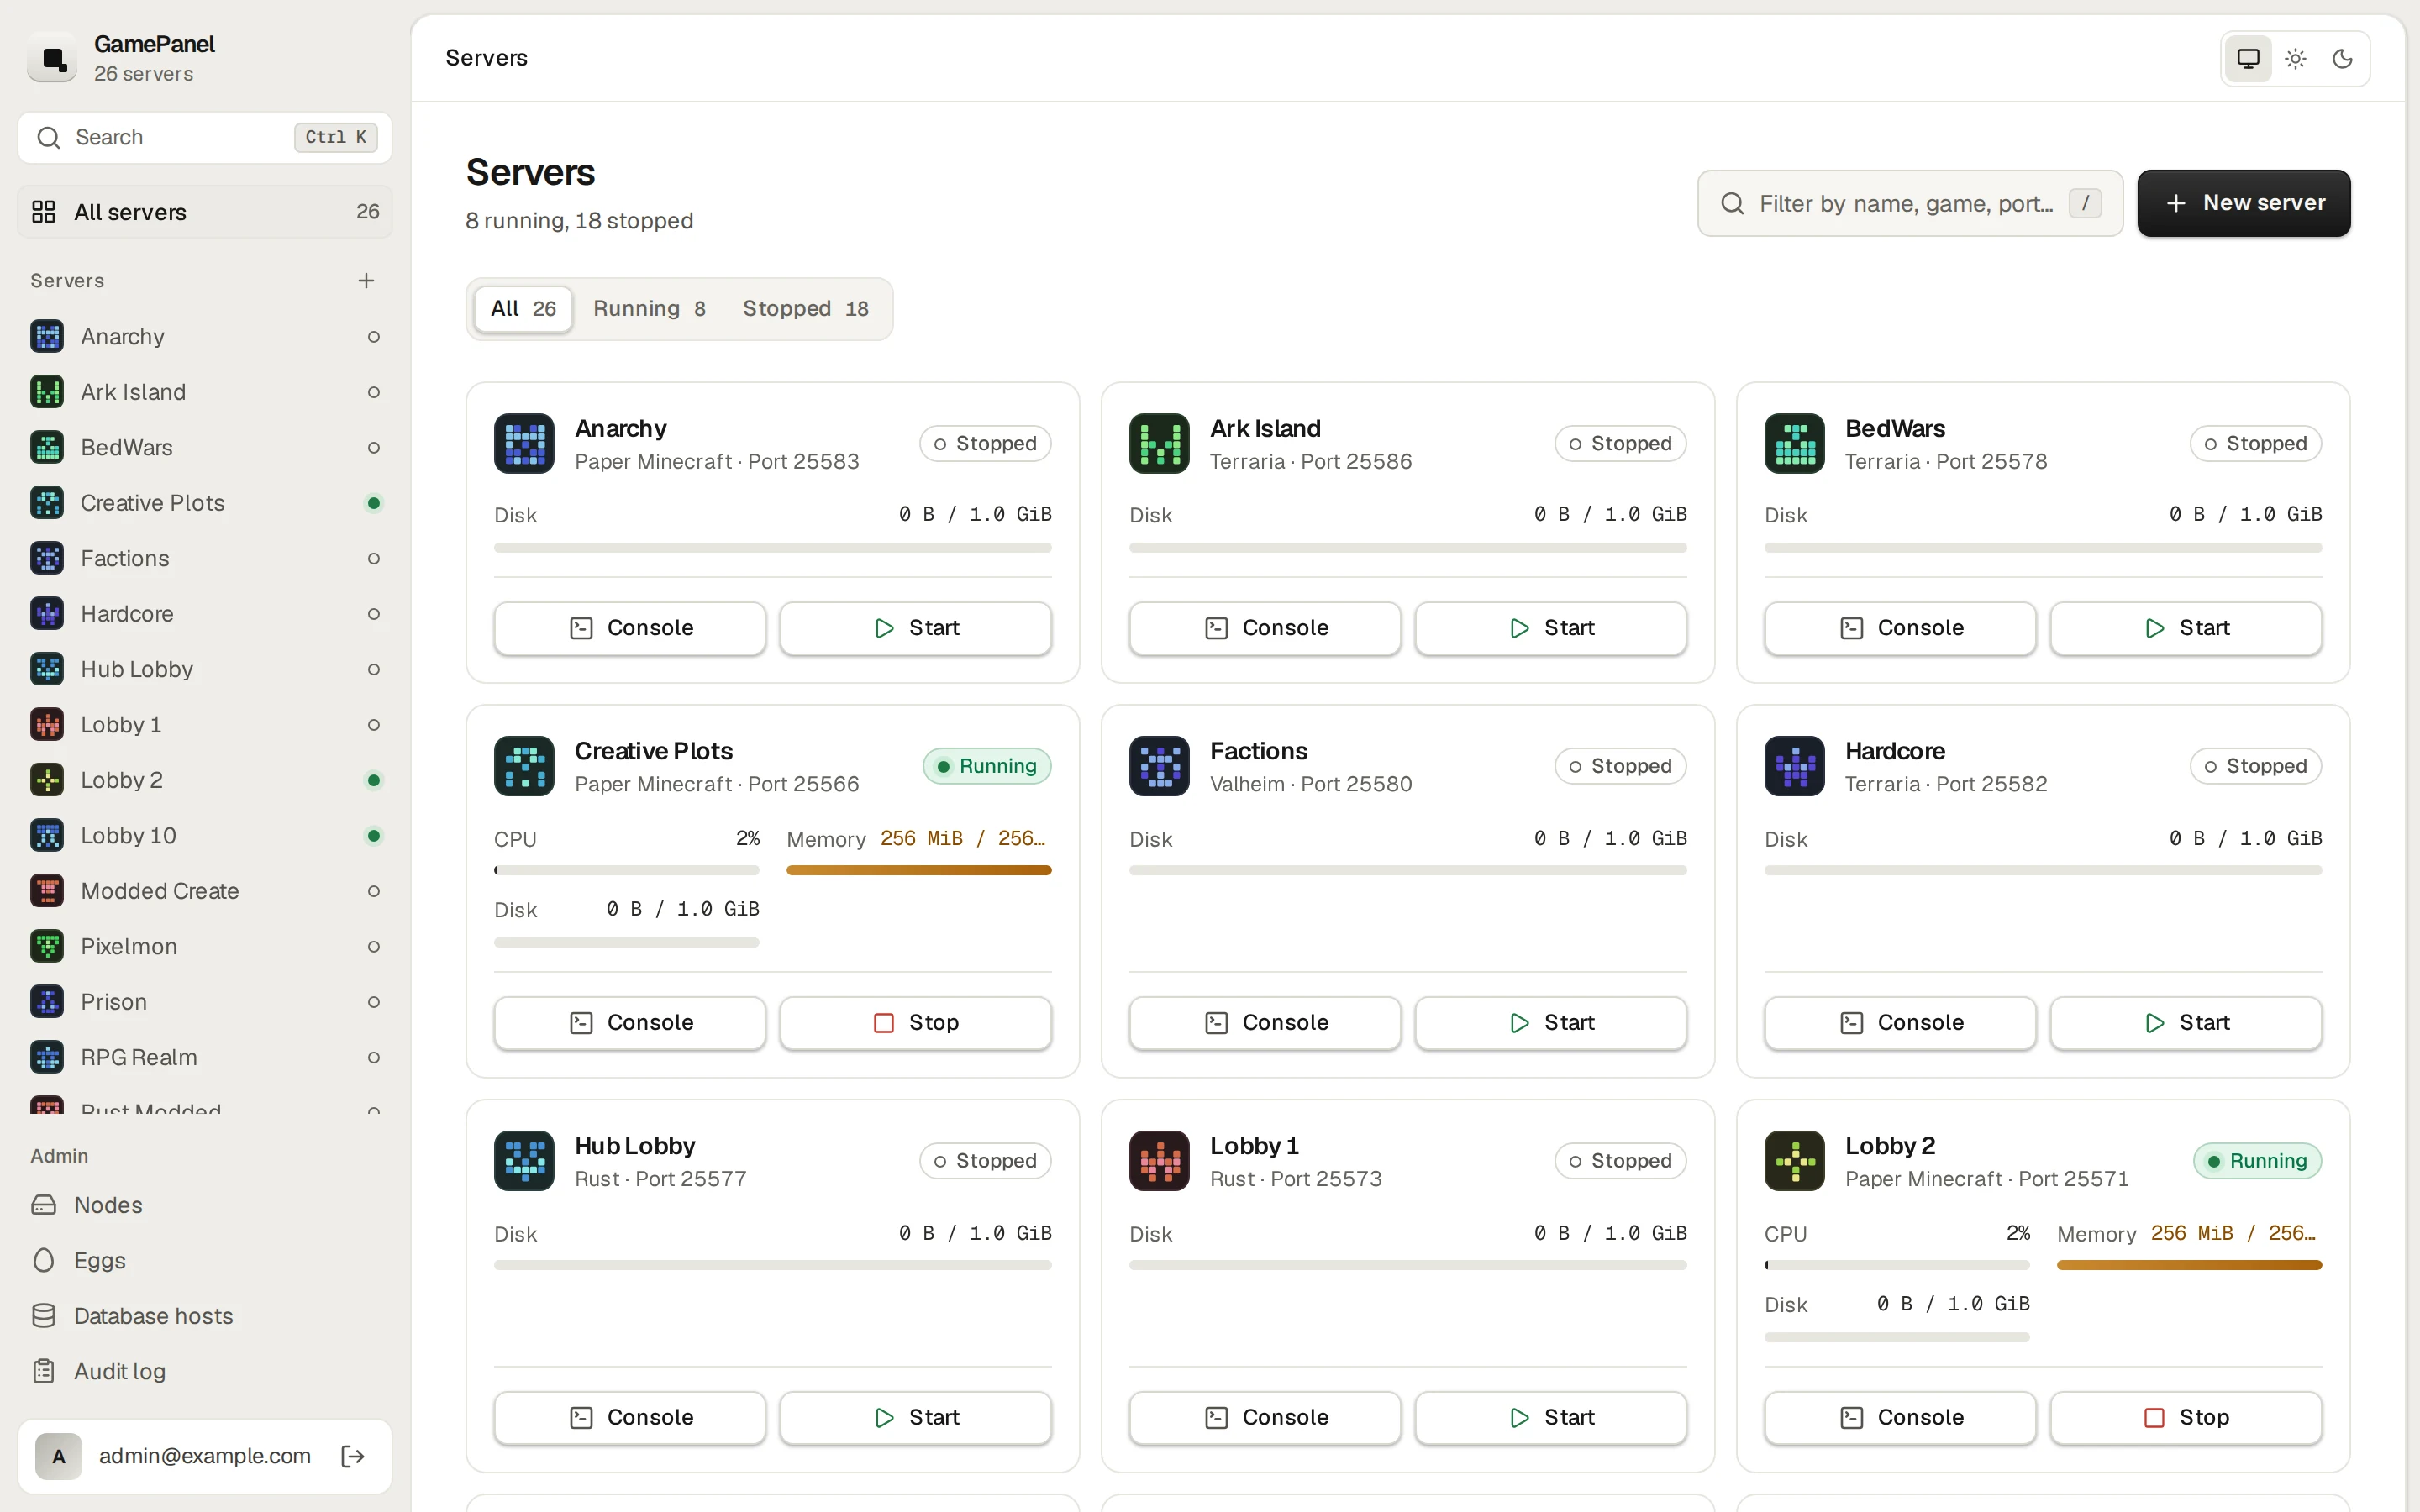 GamePanel
26 servers
Search
Ctrl K
All servers
26
Servers
Anarchy
Ark Island
BedWars
Creative Plots
Factions
Hardcore
Hub Lobby
Lobby 1
Lobby 2
Lobby 10
Modded Create
Pixelmon
Prison
RPG Realm
Rust Modded
Admin
Nodes
Eggs
Database hosts
Audit log
A
admin@example.com
Servers
Servers
8 running, 18 stopped
Filter by name, game, port... /
New server
All 26 Running 8 Stopped 18
Anarchy
Paper Minecraft · Port 25583
Stopped
Disk 0 B / 1.0 GiB
Console Start
Ark Island
Terraria · Port 25586
Stopped
Disk 0 B / 1.0 GiB
Console Start
BedWars
Terraria · Port 25578
Stopped
Disk 0 B / 1.0 GiB
Console Start
Creative Plots
Paper Minecraft · Port 25566
Running
CPU 2% Memory 256 MiB / 256...
Disk 0 B / 1.0 GiB
Console Stop
Factions
Valheim · Port 25580
Stopped
Disk 0 B / 1.0 GiB
Console Start
Hardcore
Terraria · Port 25582
Stopped
Disk 0 B / 1.0 GiB
Console Start
Hub Lobby
Rust · Port 25577
Stopped
Disk 0 B / 1.0 GiB
Console Start
Lobby 1
Rust · Port 25573
Stopped
Disk 0 B / 1.0 GiB
Console Start
Lobby 2
Paper Minecraft · Port 25571
Running
CPU 2% Memory 256 MiB / 256...
Disk 0 B / 1.0 GiB
Console Stop